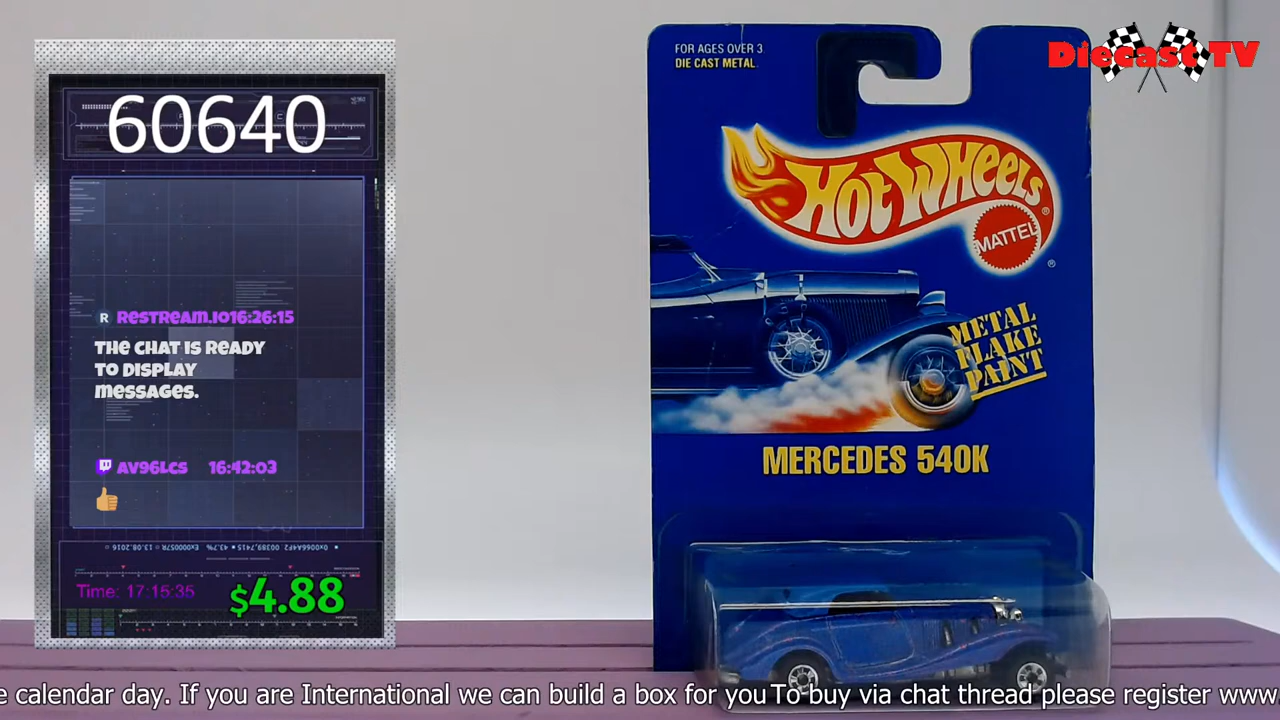 60640
R Restream.io 16:26:15
THE CHAT IS READY
TO DISPLAY
MESSAGES.
AV96LCS 16:42:03
Time: 17:15:35
$4.88
FOR AGES OVER 3.
DIE CAST METAL.
Diecast TV
HOT WHEELS ®
MATTEL ®
METAL
FLAKE
PAINT
MERCEDES 540K
e calendar day. If you are International we can build a box for you To buy via chat thread please register www.